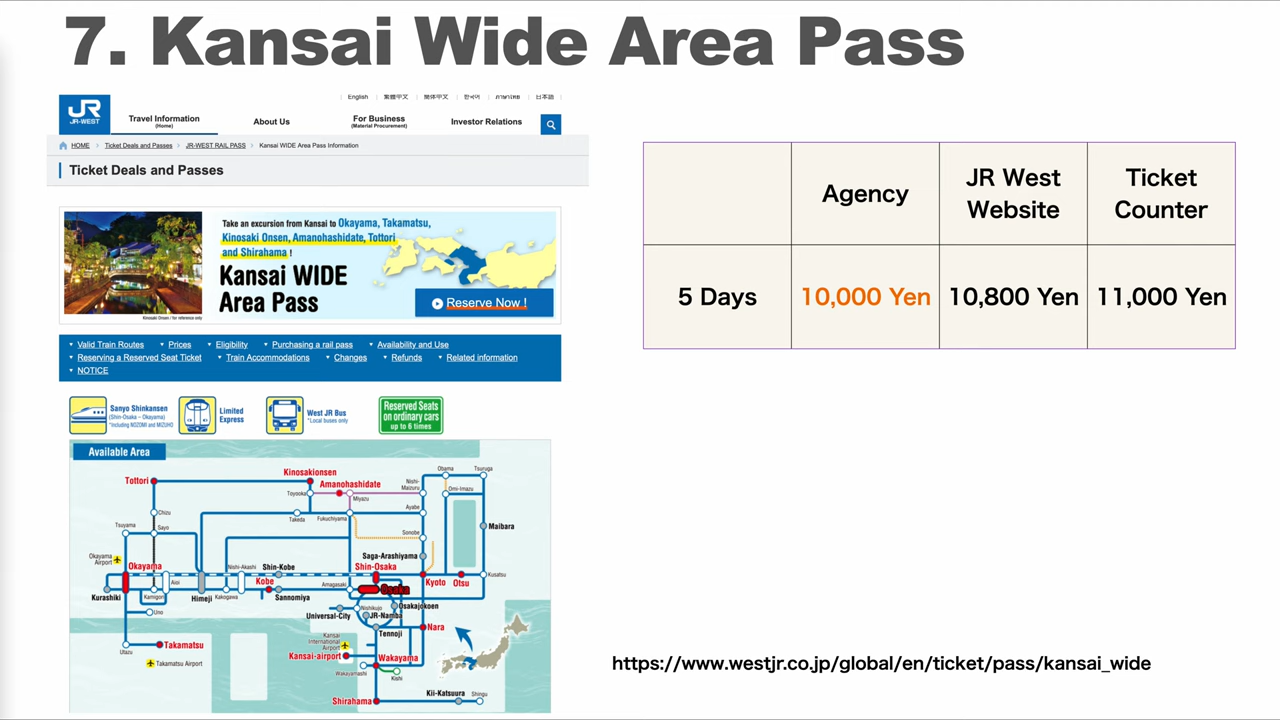 7. Kansai Wide Area Pass
JR
JR-WEST
English
繁體中文
简体中文
한국어
ภาษาไทย
日本語
Travel Information
(Home)
About Us
For Business
(Material Procurement)
Investor Relations
HOME
Ticket Deals and Passes
JR-WEST RAIL PASS
Kansai WIDE Area Pass Information
Ticket Deals and Passes
Take an excursion from Kansai to Okayama, Takamatsu,
Kinosaki Onsen, Amanohashidate, Tottori
and Shirahama !
Kansai WIDE
Area Pass
Reserve Now !
Kinosaki Onsen / for reference only
Valid Train Routes
Prices
Eligibility
Purchasing a rail pass
Availability and Use
Reserving a Reserved Seat Ticket
Train Accommodations
Changes
Refunds
Related information
NOTICE
Sanyo Shinkansen
(Shin-Osaka – Okayama)
*Including NOZOMI and MIZUHO
Limited
Express
West JR Bus
*Local buses only
Reserved Seats
on ordinary cars
up to 6 times
Available Area
Tottori
Kinosakionsen
Toyooka
Amanohashidate
Miyazu
Nishi-
Maizuru
Obama
Tsuruga
Omi-Imazu
Chizu
Takeda
Fukuchiyama
Ayabe
Tsuyama
Sayo
Sonobe
Maibara
Okayama
Airport
Okayama
Aioi
Nishi-Akashi
Shin-Kobe
Saga-Arashiyama
Shin-Osaka
Kobe
Amagasaki
Osaka
Kyoto
Otsu
Kusatsu
Kurashiki
Kamigori
Himeji
Kakogawa
Sannomiya
Uno
Universal-City
Nishikujo
Osakajokoen
JR-Namba
Tennoji
Nara
Utazu
Takamatsu
Takamatsu Airport
Kansai
International
Airport
Kansai-airport
Wakayama
Wakayamashi
Kishi
Shirahama
Kii-Katsuura
Shingu
Agency
JR West
Website
Ticket
Counter
5 Days
10,000 Yen
10,800 Yen
11,000 Yen
https://www.westjr.co.jp/global/en/ticket/pass/kansai_wide